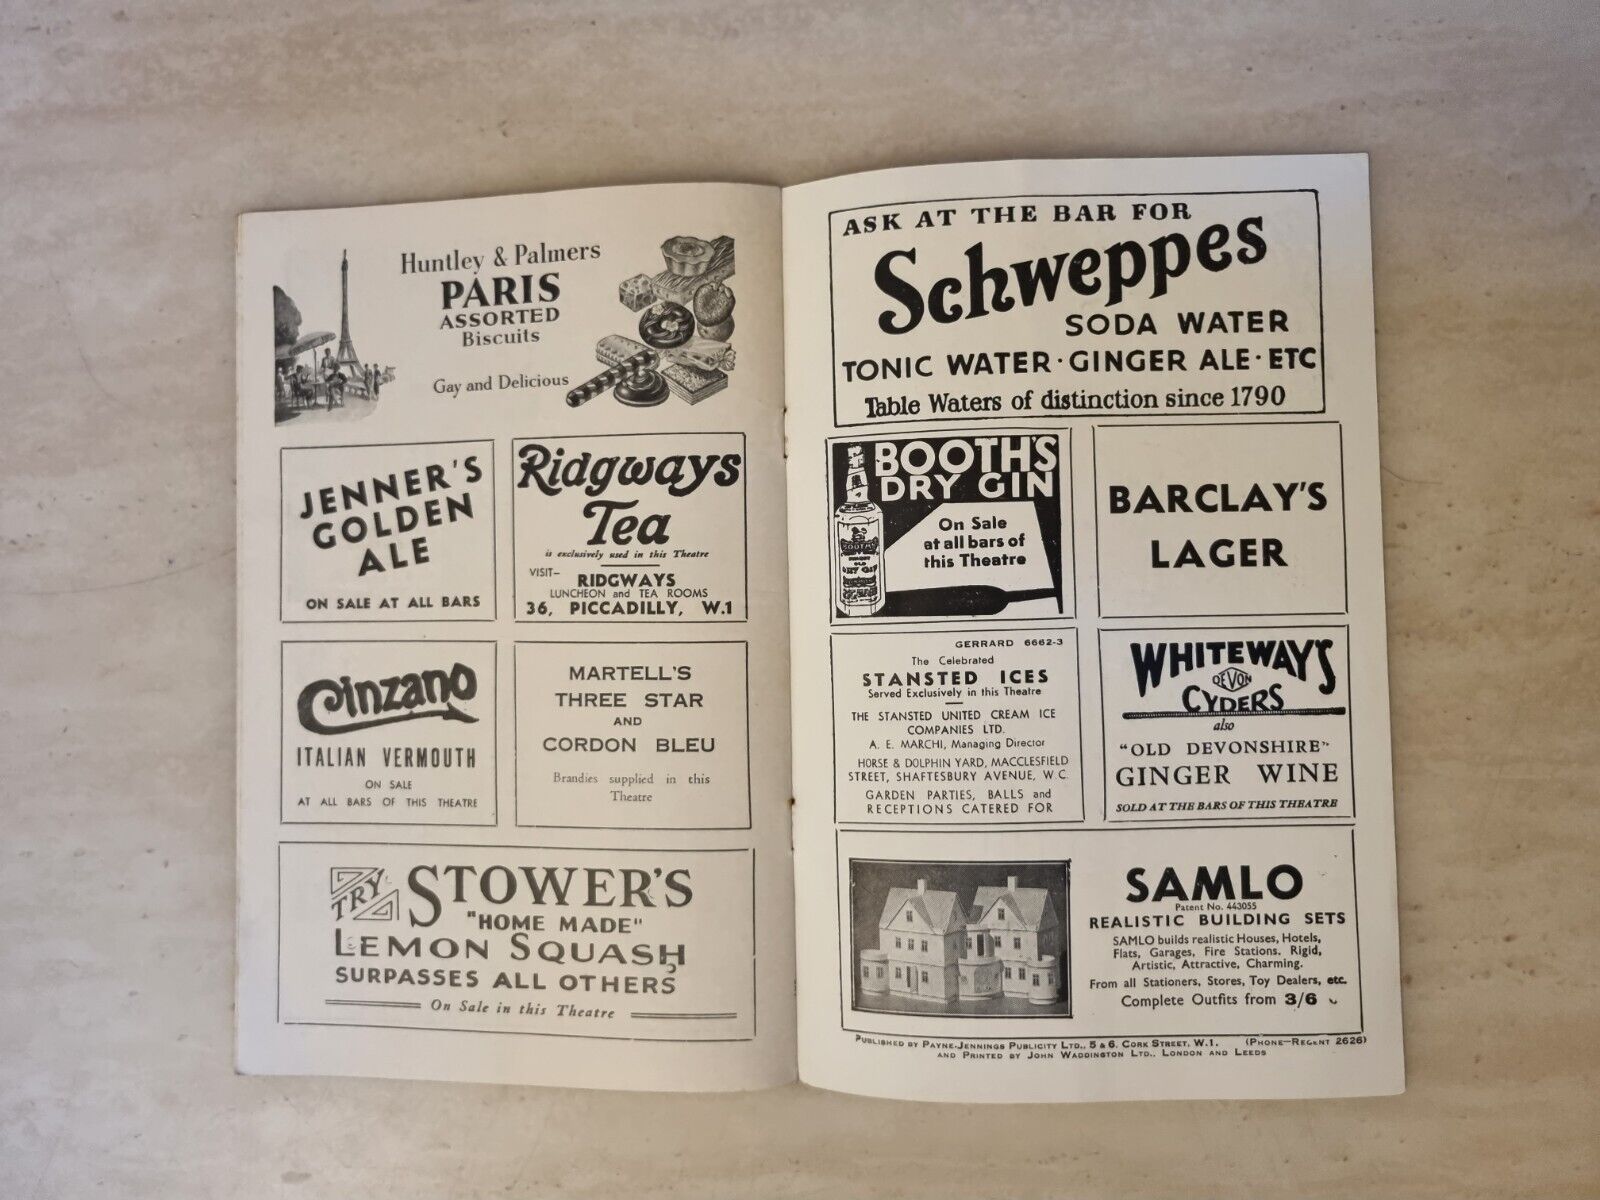 Huntley & Palmers
PARIS
ASSORTED
Biscuits
Gay and Delicious
JENNER'S
GOLDEN
ALE
ON SALE AT ALL BARS
Ridgways
Tea
is exclusively used in this Theatre
VISIT–
RIDGWAYS
LUNCHEON and TEA ROOMS
36, PICCADILLY, W.1
Cinzano
ITALIAN VERMOUTH
ON SALE
AT ALL BARS OF THIS THEATRE
MARTELL'S
THREE STAR
AND
CORDON BLEU
Brandies supplied in this
Theatre
TRY
STOWER'S
"HOME MADE"
LEMON SQUASH
SURPASSES ALL OTHERS
On Sale in this Theatre
ASK AT THE BAR FOR
Schweppes
SODA WATER
TONIC WATER · GINGER ALE · ETC
Table Waters of distinction since 1790
BOOTH'S
DRY GIN
On Sale
at all bars of
this Theatre
BOOTH'S
DRY GIN
BARCLAY'S
LAGER
GERRARD 6662-3
The Celebrated
STANSTED ICES
Served Exclusively in this Theatre
THE STANSTED UNITED CREAM ICE
COMPANIES LTD.
A. E. MARCHI, Managing Director
HORSE & DOLPHIN YARD, MACCLESFIELD
STREET, SHAFTESBURY AVENUE, W.C.
GARDEN PARTIES, BALLS and
RECEPTIONS CATERED FOR
WHITEWAY'S
DEVON
CYDERS
also
"OLD DEVONSHIRE"
GINGER WINE
SOLD AT THE BARS OF THIS THEATRE
SAMLO
Patent No. 443055
REALISTIC BUILDING SETS
SAMLO builds realistic Houses, Hotels,
Flats, Garages, Fire Stations. Rigid,
Artistic, Attractive, Charming.
From all Stationers, Stores, Toy Dealers, etc.
Complete Outfits from 3/6
PUBLISHED BY PAYNE-JENNINGS PUBLICITY LTD., 5 & 6, CORK STREET, W.1. (PHONE—REGENT 2626)
AND PRINTED BY JOHN WADDINGTON LTD., LONDON AND LEEDS